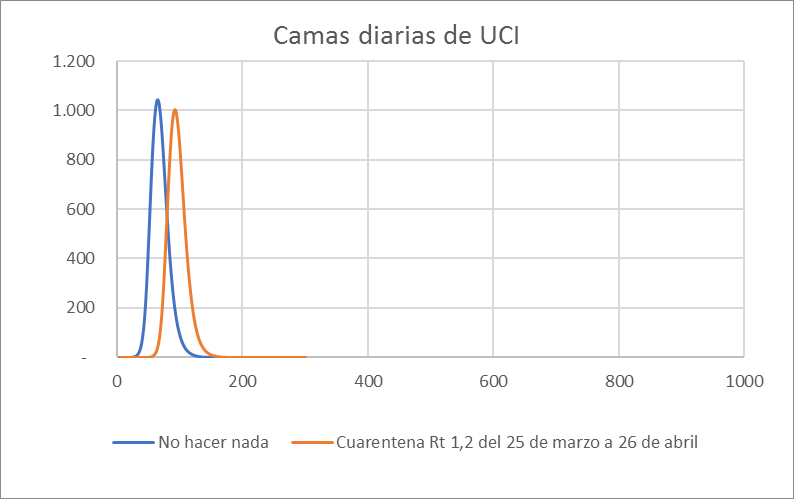 Camas diarias de UCI
1.200
1.000
800
600
400
200
-
0 200 400 600 800 1000
No hacer nada Cuarentena Rt 1,2 del 25 de marzo a 26 de abril